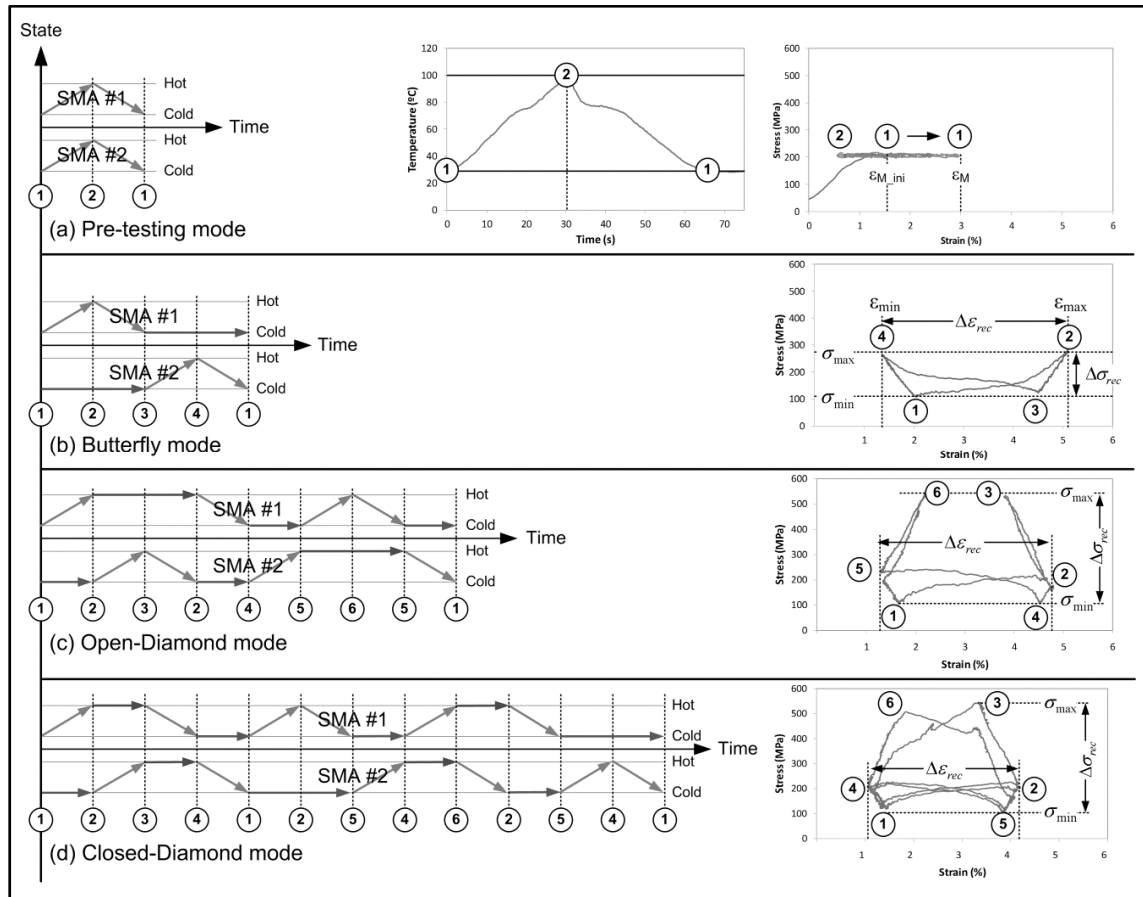 State
Hot
SMA #1
Cold
Time
Hot
SMA #2
Cold
1 2 1
(a) Pre-testing mode
120
100
80
60
40
20
0
Temperature (ºC)
0 10 20 30 40 50 60 70
Time (s)
1 2 1
600
500
400
300
200
100
0
Stress (MPa)
2 1 1
εM_ini εM
0 1 2 3 4 5 6
Strain (%)
Hot
SMA #1
Cold
Time
Hot
SMA #2
Cold
1 2 3 4 1
(b) Butterfly mode
600
500
400
300
200
100
0
Stress (MPa)
εmin εmax
Δεrec
4 2
σmax
Δσrec
σmin
1 3
1 2 3 4 5 6
Strain (%)
Hot
SMA #1
Cold
Time
Hot
SMA #2
Cold
1 2 3 2 4 5 6 5 1
(c) Open-Diamond mode
600
500
400
300
200
100
0
Stress (MPa)
6 3
σmax
Δεrec
Δσrec
5 2
σmin
1 4
1 2 3 4 5 6
Strain (%)
Hot
SMA #1
Cold
Time
Hot
SMA #2
Cold
1 2 3 4 1 2 5 4 6 2 5 4 1
(d) Closed-Diamond mode
600
500
400
300
200
100
0
Stress (MPa)
6 3
σmax
Δεrec
Δσrec
4 2
σmin
1 5
1 2 3 4 5 6
Strain (%)